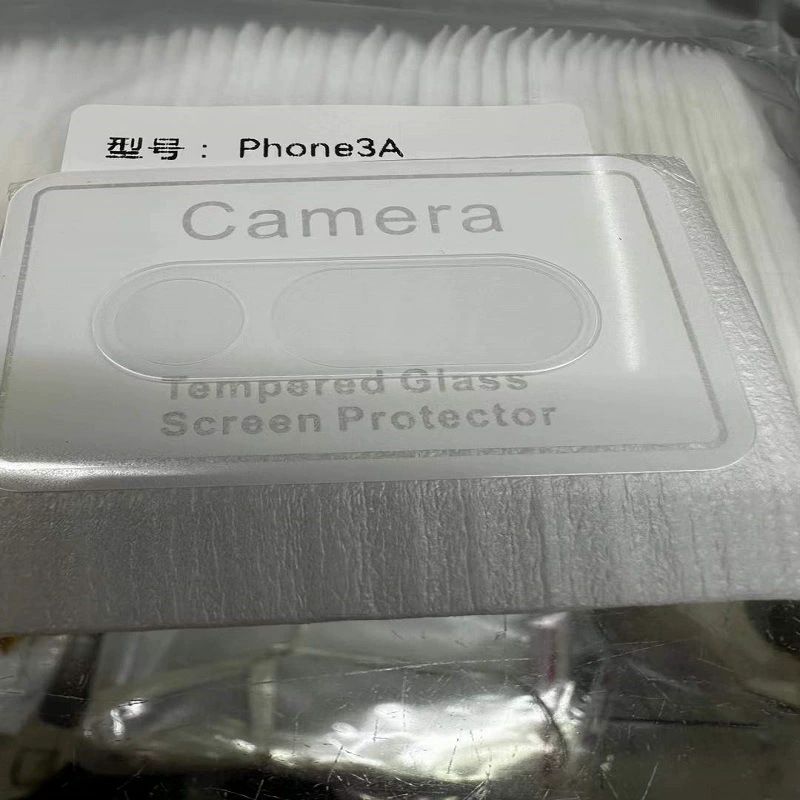 型号： Phone3A
Camera
Tempered Glass
Screen Protector